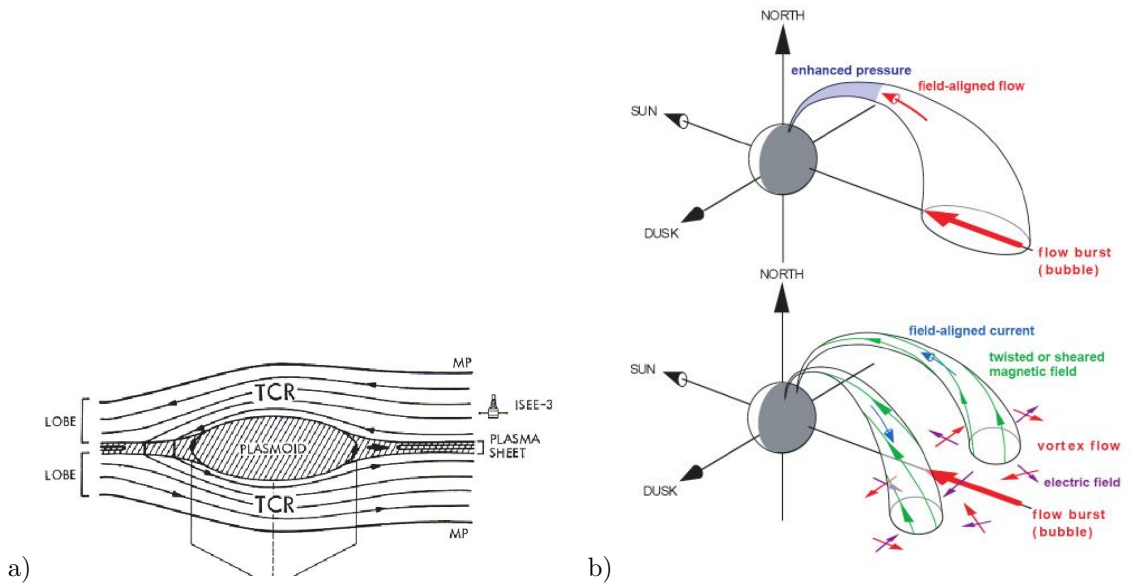 MP
TCR
ISEE-3
LOBE
PLASMOID
PLASMA
SHEET
LOBE
TCR
MP
a)
NORTH
enhanced pressure
field-aligned flow
SUN
DUSK
flow burst
(bubble)
NORTH
field-aligned current
twisted or sheared
magnetic field
SUN
vortex flow
electric field
DUSK
flow burst
(bubble)
b)